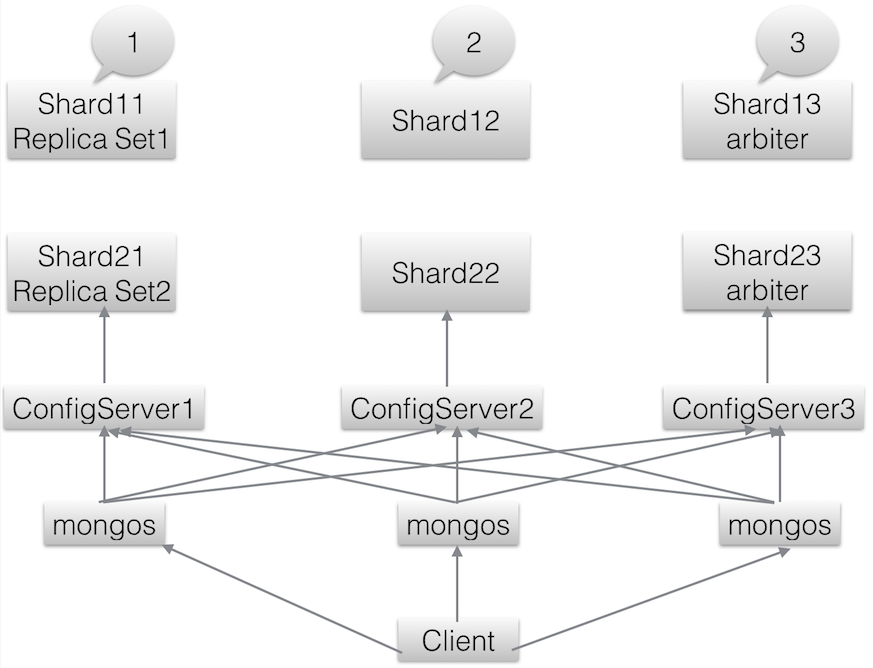 1
2
3
Shard11
Replica Set1
Shard12
Shard13
arbiter
Shard21
Replica Set2
Shard22
Shard23
arbiter
ConfigServer1
ConfigServer2
ConfigServer3
mongos
mongos
mongos
Client